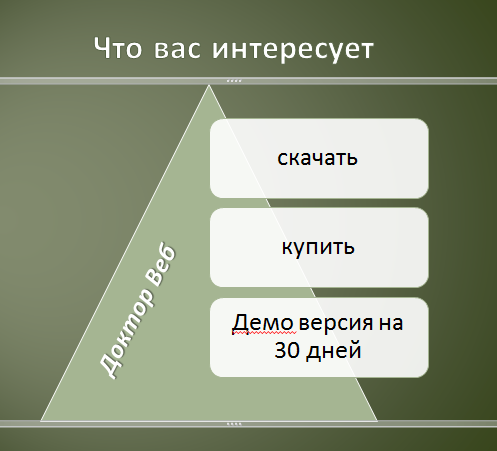 Что вас интересует
скачать
купить
Демо версия на
30 дней
Доктор Веб